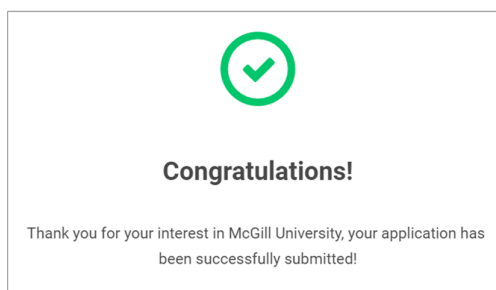 Congratulations!
Thank you for your interest in McGill University, your application has
been successfully submitted!